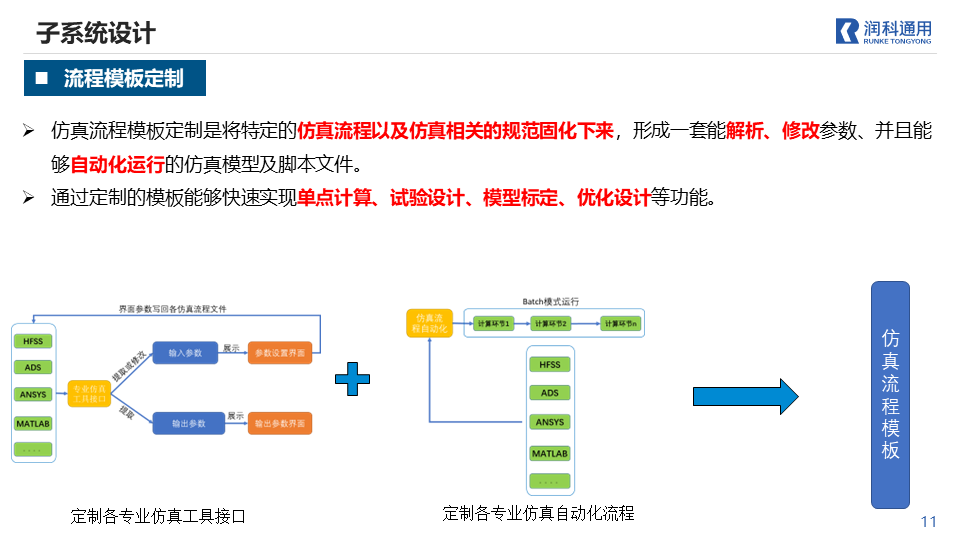 子系统设计
润科通用
RUNKE TONGYONG
■ 流程模板定制
➢ 仿真流程模板定制是将特定的仿真流程以及仿真相关的规范固化下来，形成一套能解析、修改参数、并且能
够自动化运行的仿真模型及脚本文件。
➢ 通过定制的模板能够快速实现单点计算、试验设计、模型标定、优化设计等功能。
界面参数写回各仿真流程文件
HFSS
ADS
ANSYS
MATLAB
....
专业仿真
工具接口
提取或修改
提取
输入参数
展示
参数设置界面
输出参数
展示
输出参数界面
定制各专业仿真工具接口
Batch模式运行
仿真流
程自动化
计算环节1
计算环节2
计算环节n
HFSS
ADS
ANSYS
MATLAB
....
定制各专业仿真自动化流程
仿真流程模板
11